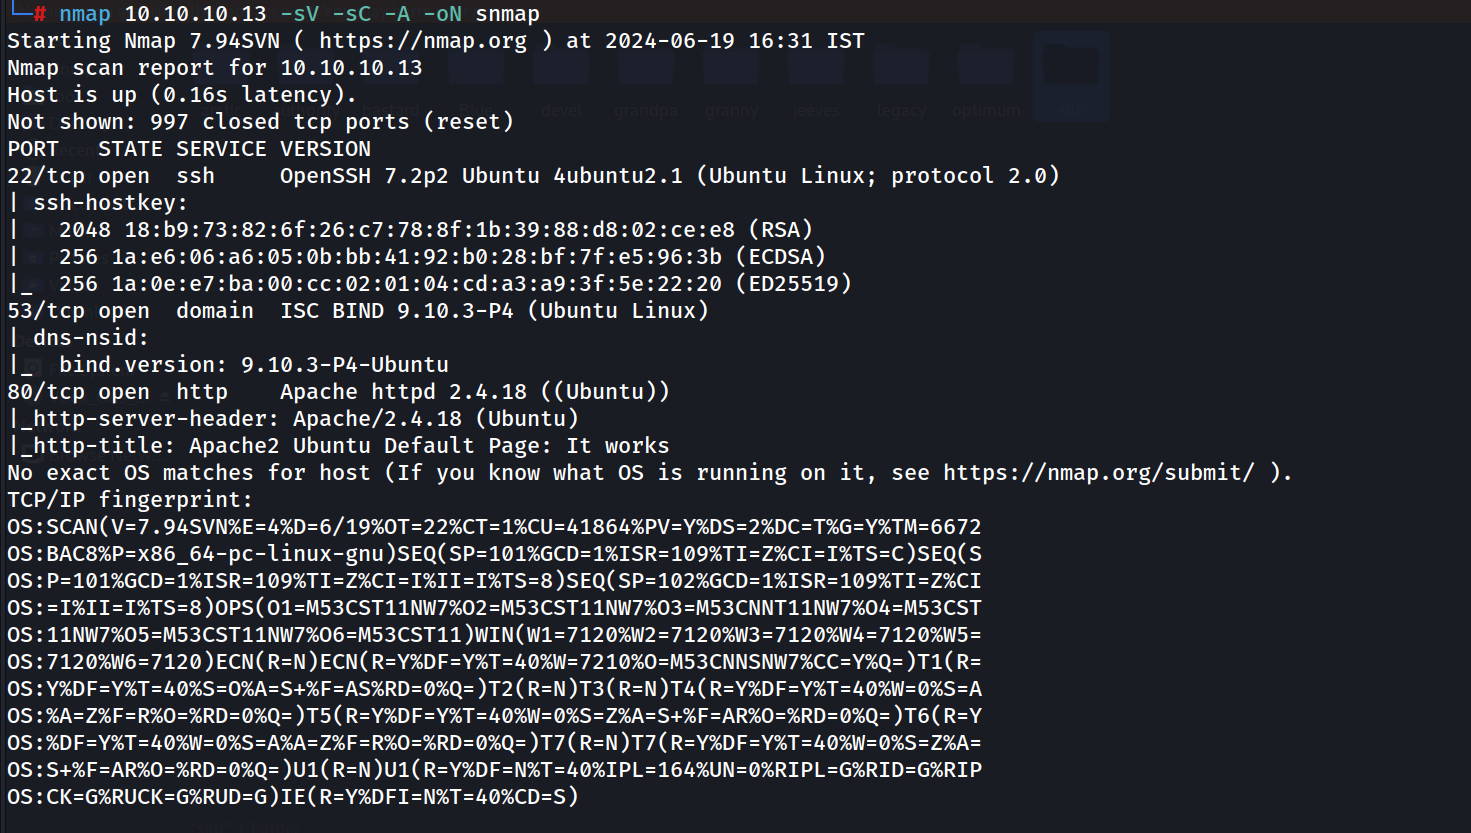 └─# nmap 10.10.10.13 -sV -sC -A -oN snmap
Starting Nmap 7.94SVN ( https://nmap.org ) at 2024-06-19 16:31 IST
Nmap scan report for 10.10.10.13
Host is up (0.16s latency).
bastard Blue devel grandpa granny jeeves legacy optimum
Not shown: 997 closed tcp ports (reset)
PORT   STATE SERVICE VERSION
22/tcp open  ssh     OpenSSH 7.2p2 Ubuntu 4ubuntu2.1 (Ubuntu Linux; protocol 2.0)
| ssh-hostkey:
|   2048 18:b9:73:82:6f:26:c7:78:8f:1b:39:88:d8:02:ce:e8 (RSA)
|   256 1a:e6:06:a6:05:0b:bb:41:92:b0:28:bf:7f:e5:96:3b (ECDSA)
|_  256 1a:0e:e7:ba:00:cc:02:01:04:cd:a3:a9:3f:5e:22:20 (ED25519)
53/tcp open  domain  ISC BIND 9.10.3-P4 (Ubuntu Linux)
| dns-nsid:
|_  bind.version: 9.10.3-P4-Ubuntu
80/tcp open  http    Apache httpd 2.4.18 ((Ubuntu))
|_http-server-header: Apache/2.4.18 (Ubuntu)
|_http-title: Apache2 Ubuntu Default Page: It works
No exact OS matches for host (If you know what OS is running on it, see https://nmap.org/submit/ ).
TCP/IP fingerprint:
OS:SCAN(V=7.94SVN%E=4%D=6/19%OT=22%CT=1%CU=41864%PV=Y%DS=2%DC=T%G=Y%TM=6672
OS:BAC8%P=x86_64-pc-linux-gnu)SEQ(SP=101%GCD=1%ISR=109%TI=Z%CI=I%TS=C)SEQ(S
OS:P=101%GCD=1%ISR=109%TI=Z%CI=I%II=I%TS=8)SEQ(SP=102%GCD=1%ISR=109%TI=Z%CI
OS:=I%II=I%TS=8)OPS(O1=M53CST11NW7%O2=M53CST11NW7%O3=M53CNNT11NW7%O4=M53CST
OS:11NW7%O5=M53CST11NW7%O6=M53CST11)WIN(W1=7120%W2=7120%W3=7120%W4=7120%W5=
OS:7120%W6=7120)ECN(R=N)ECN(R=Y%DF=Y%T=40%W=7210%O=M53CNNSNW7%CC=Y%Q=)T1(R=
OS:Y%DF=Y%T=40%S=O%A=S+%F=AS%RD=0%Q=)T2(R=N)T3(R=N)T4(R=Y%DF=Y%T=40%W=0%S=A
OS:%A=Z%F=R%O=%RD=0%Q=)T5(R=Y%DF=Y%T=40%W=0%S=Z%A=S+%F=AR%O=%RD=0%Q=)T6(R=Y
OS:%DF=Y%T=40%W=0%S=A%A=Z%F=R%O=%RD=0%Q=)T7(R=N)T7(R=Y%DF=Y%T=40%W=0%S=Z%A=
OS:S+%F=AR%O=%RD=0%Q=)U1(R=N)U1(R=Y%DF=N%T=40%IPL=164%UN=0%RIPL=G%RID=G%RIP
OS:CK=G%RUCK=G%RUD=G)IE(R=Y%DFI=N%T=40%CD=S)